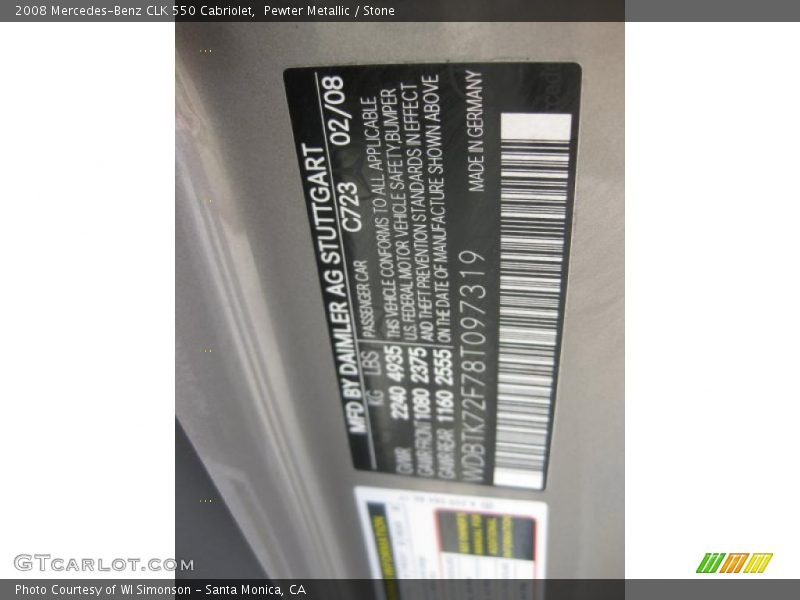 2008 Mercedes-Benz CLK 550 Cabriolet, Pewter Metallic / Stone
MFD BY DAIMLER AG STUTTGART
KG LBS C723 02/08
GVWR 2240 4935 PASSENGER CAR
GAWR FRONT 1080 2375 THIS VEHICLE CONFORMS TO ALL APPLICABLE
GAWR REAR 1160 2555 U.S. FEDERAL MOTOR VEHICLE SAFETY, BUMPER
AND THEFT PREVENTION STANDARDS IN EFFECT
ON THE DATE OF MANUFACTURE SHOWN ABOVE
WDBTK72F78T097319 MADE IN GERMANY
INFORMATION
GTcarlot.com
Photo Courtesy of WI Simonson - Santa Monica, CA